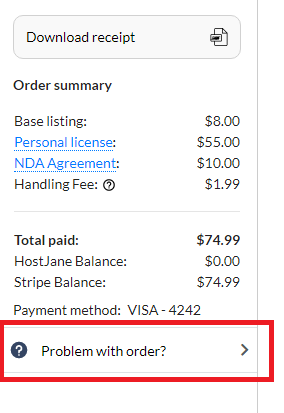 Download receipt
Order summary
Base listing: $8.00
Personal license: $55.00
NDA Agreement: $10.00
Handling Fee: ? $1.99
Total paid: $74.99
HostJane Balance: $0.00
Stripe Balance: $74.99
Payment method: VISA - 4242
? Problem with order?